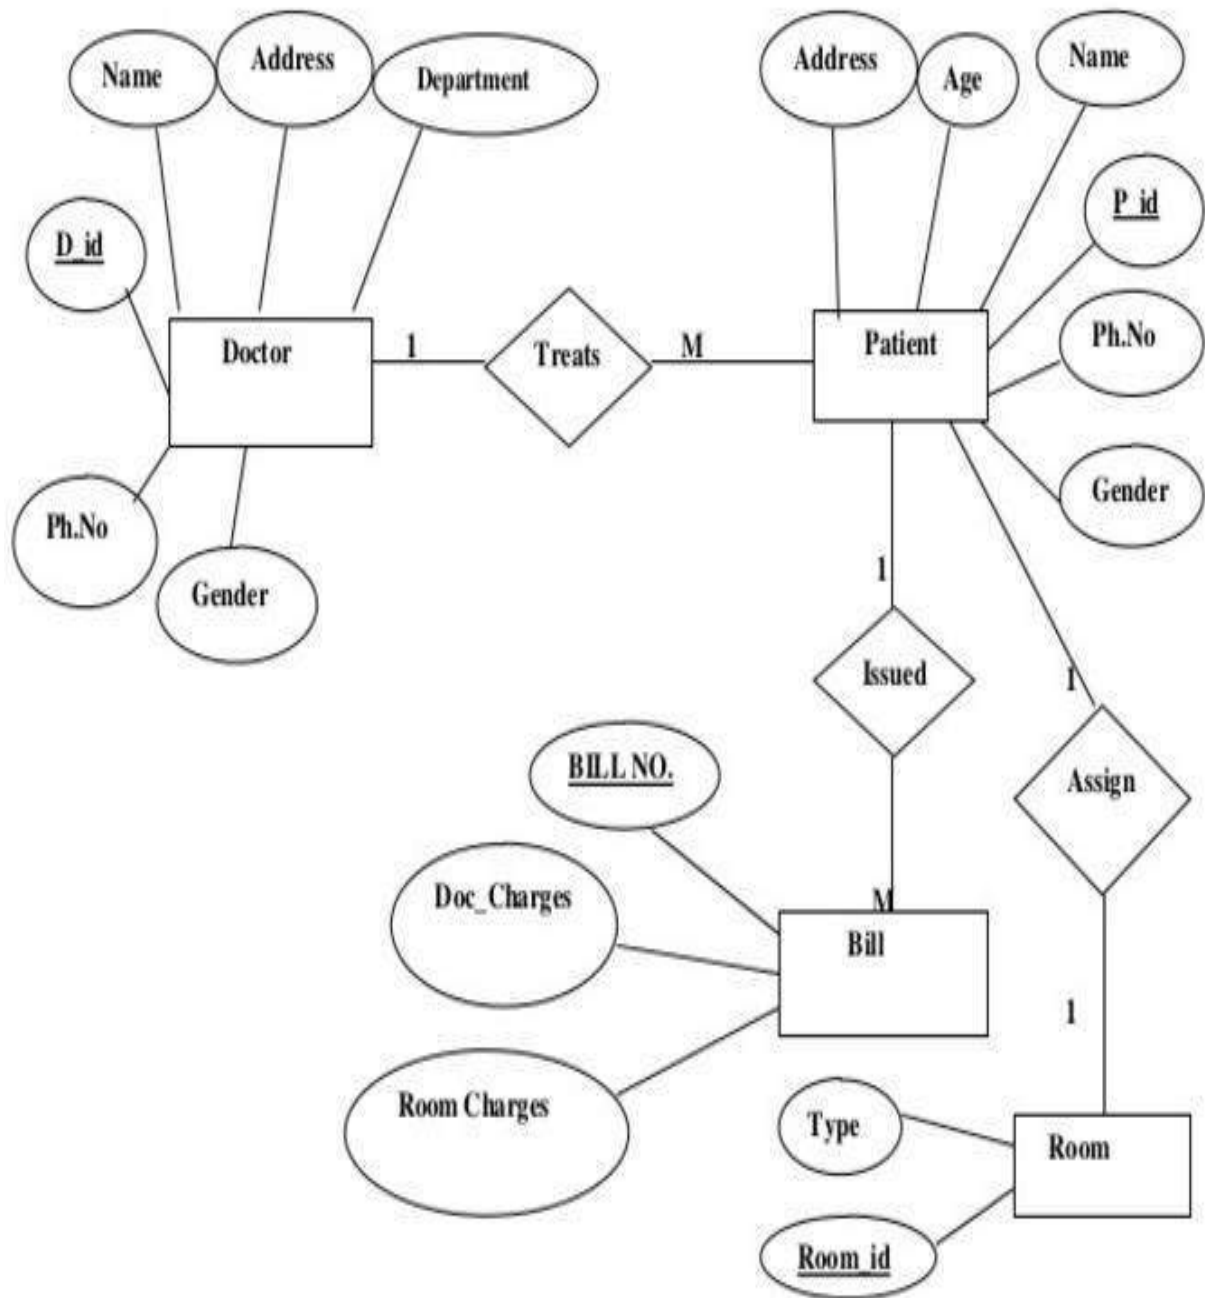 Name
Address
Department
Address
Age
Name
D_id
P_id
Doctor
1
Treats
M
Patient
Ph.No
Ph.No
Gender
Gender
1
Issued
1
BILL NO.
Assign
Doc_Charges
M
Bill
1
Room Charges
Type
Room
Room_id